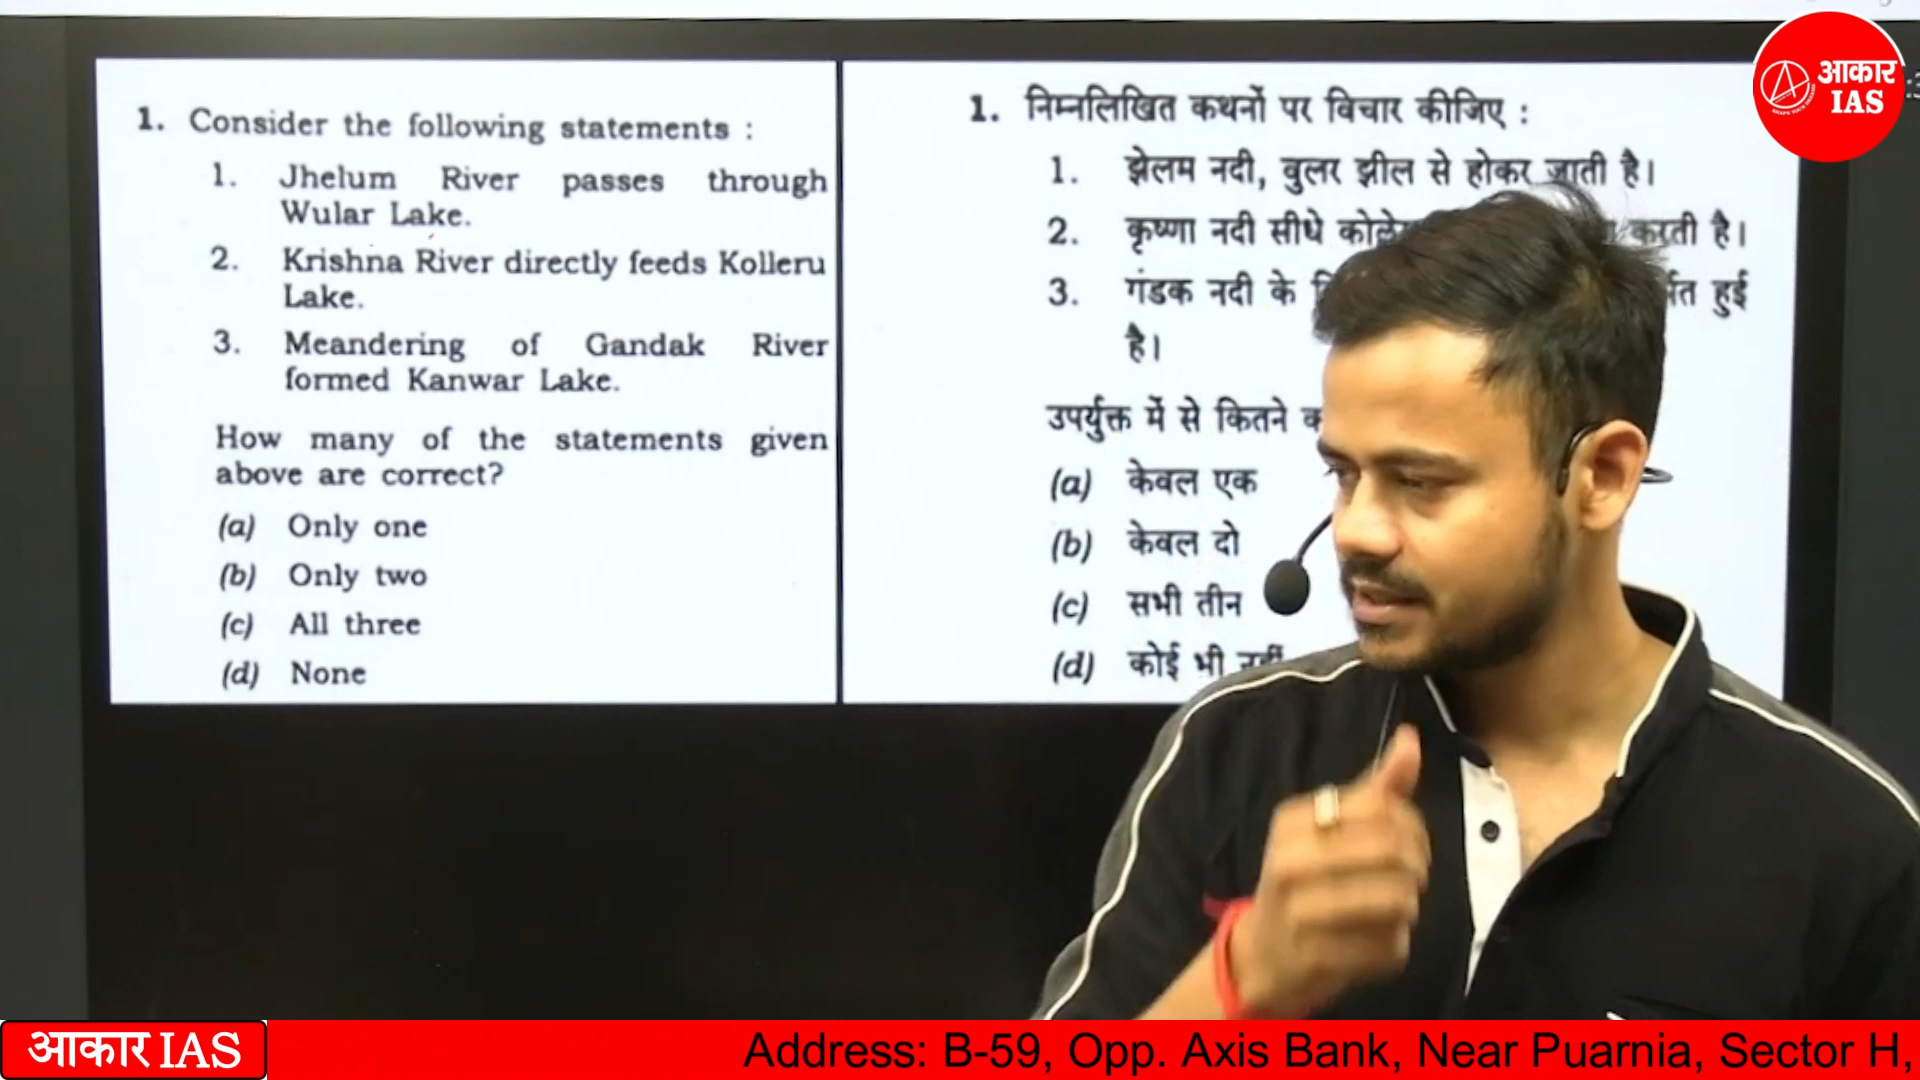 1. Consider the following statements :
1. Jhelum River passes through
Wular Lake.
2. Krishna River directly feeds Kolleru
Lake.
3. Meandering of Gandak River
formed Kanwar Lake.
How many of the statements given
above are correct?
(a) Only one
(b) Only two
(c) All three
(d) None
1. निम्नलिखित कथनों पर विचार कीजिए :
1. झेलम नदी, वुलर झील से होकर जाती है।
2. कृष्णा नदी सीधे करती है।
3. गंडक नदी के हुई
है।
उपर्युक्त में से कितने
(a) केवल एक
(b) केवल दो
(c) सभी तीन
(d) कोई भी
आकार
IAS
आकार IAS
Address: B-59, Opp. Axis Bank, Near Puarnia, Sector H,